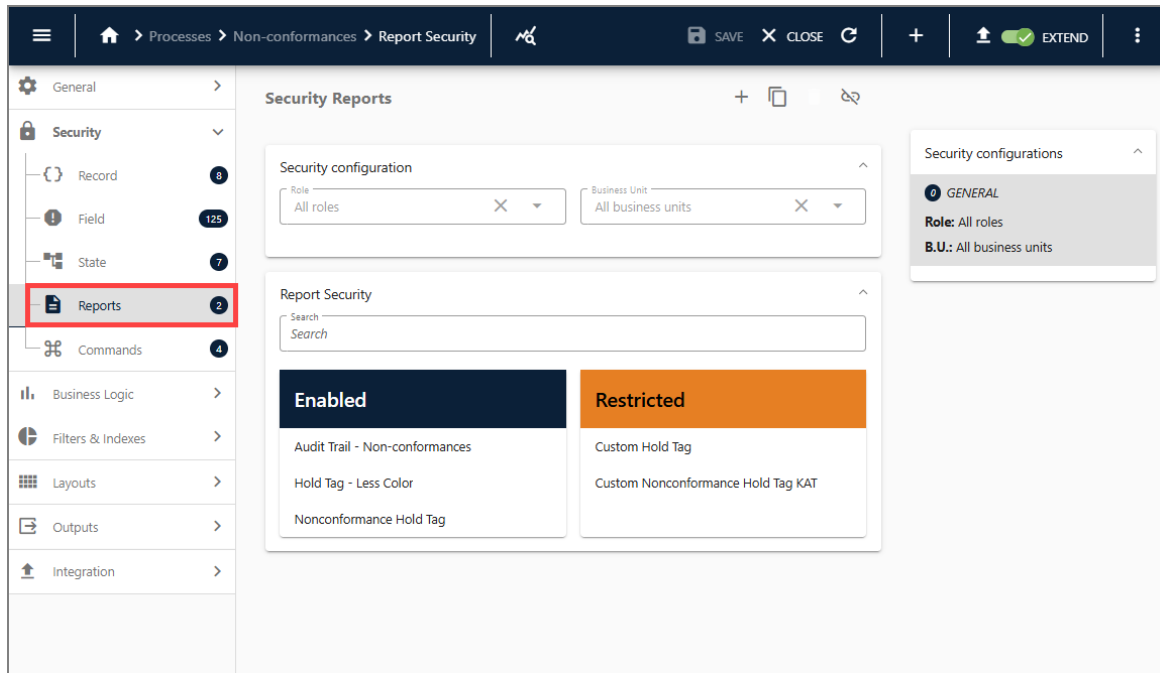 Processes > Non-conformances > Report Security
SAVE
CLOSE
EXTEND
General
Security
Record 8
Field 125
State 7
Reports 2
Commands 4
Business Logic
Filters & Indexes
Layouts
Outputs
Integration
Security Reports
Security configuration
Role
All roles
Business Unit
All business units
Report Security
Search
Search
Enabled
Audit Trail - Non-conformances
Hold Tag - Less Color
Nonconformance Hold Tag
Restricted
Custom Hold Tag
Custom Nonconformance Hold Tag KAT
Security configurations
0 GENERAL
Role: All roles
B.U.: All business units